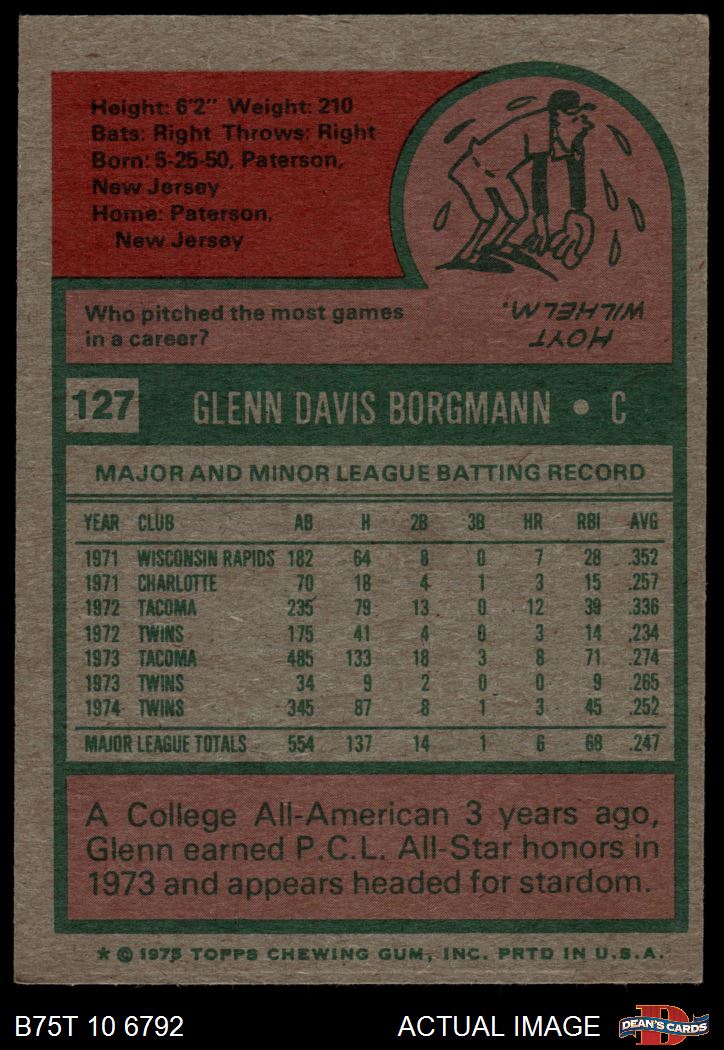 Height: 6'2" Weight: 210
Bats: Right Throws: Right
Born: 5-25-50, Paterson,
New Jersey
Home: Paterson,
New Jersey
Who pitched the most games
in a career?
HOYT
WILHELM.
127 GLENN DAVIS BORGMANN • C
MAJOR AND MINOR LEAGUE BATTING RECORD
YEAR CLUB AB H 2B 3B HR RBI AVG
1971 WISCONSIN RAPIDS 182 64 8 0 7 28 .352
1971 CHARLOTTE 70 18 4 1 3 15 .257
1972 TACOMA 235 79 13 0 12 39 .336
1972 TWINS 175 41 4 0 3 14 .234
1973 TACOMA 485 133 18 3 8 71 .274
1973 TWINS 34 9 2 0 0 9 .265
1974 TWINS 345 87 8 1 3 45 .252
MAJOR LEAGUE TOTALS 554 137 14 1 6 68 .247
A College All-American 3 years ago,
Glenn earned P.C.L. All-Star honors in
1973 and appears headed for stardom.
* © 1975 TOPPS CHEWING GUM, INC. PRTD IN U.S.A.
B75T 10 6792 ACTUAL IMAGE D DEAN'S CARDS